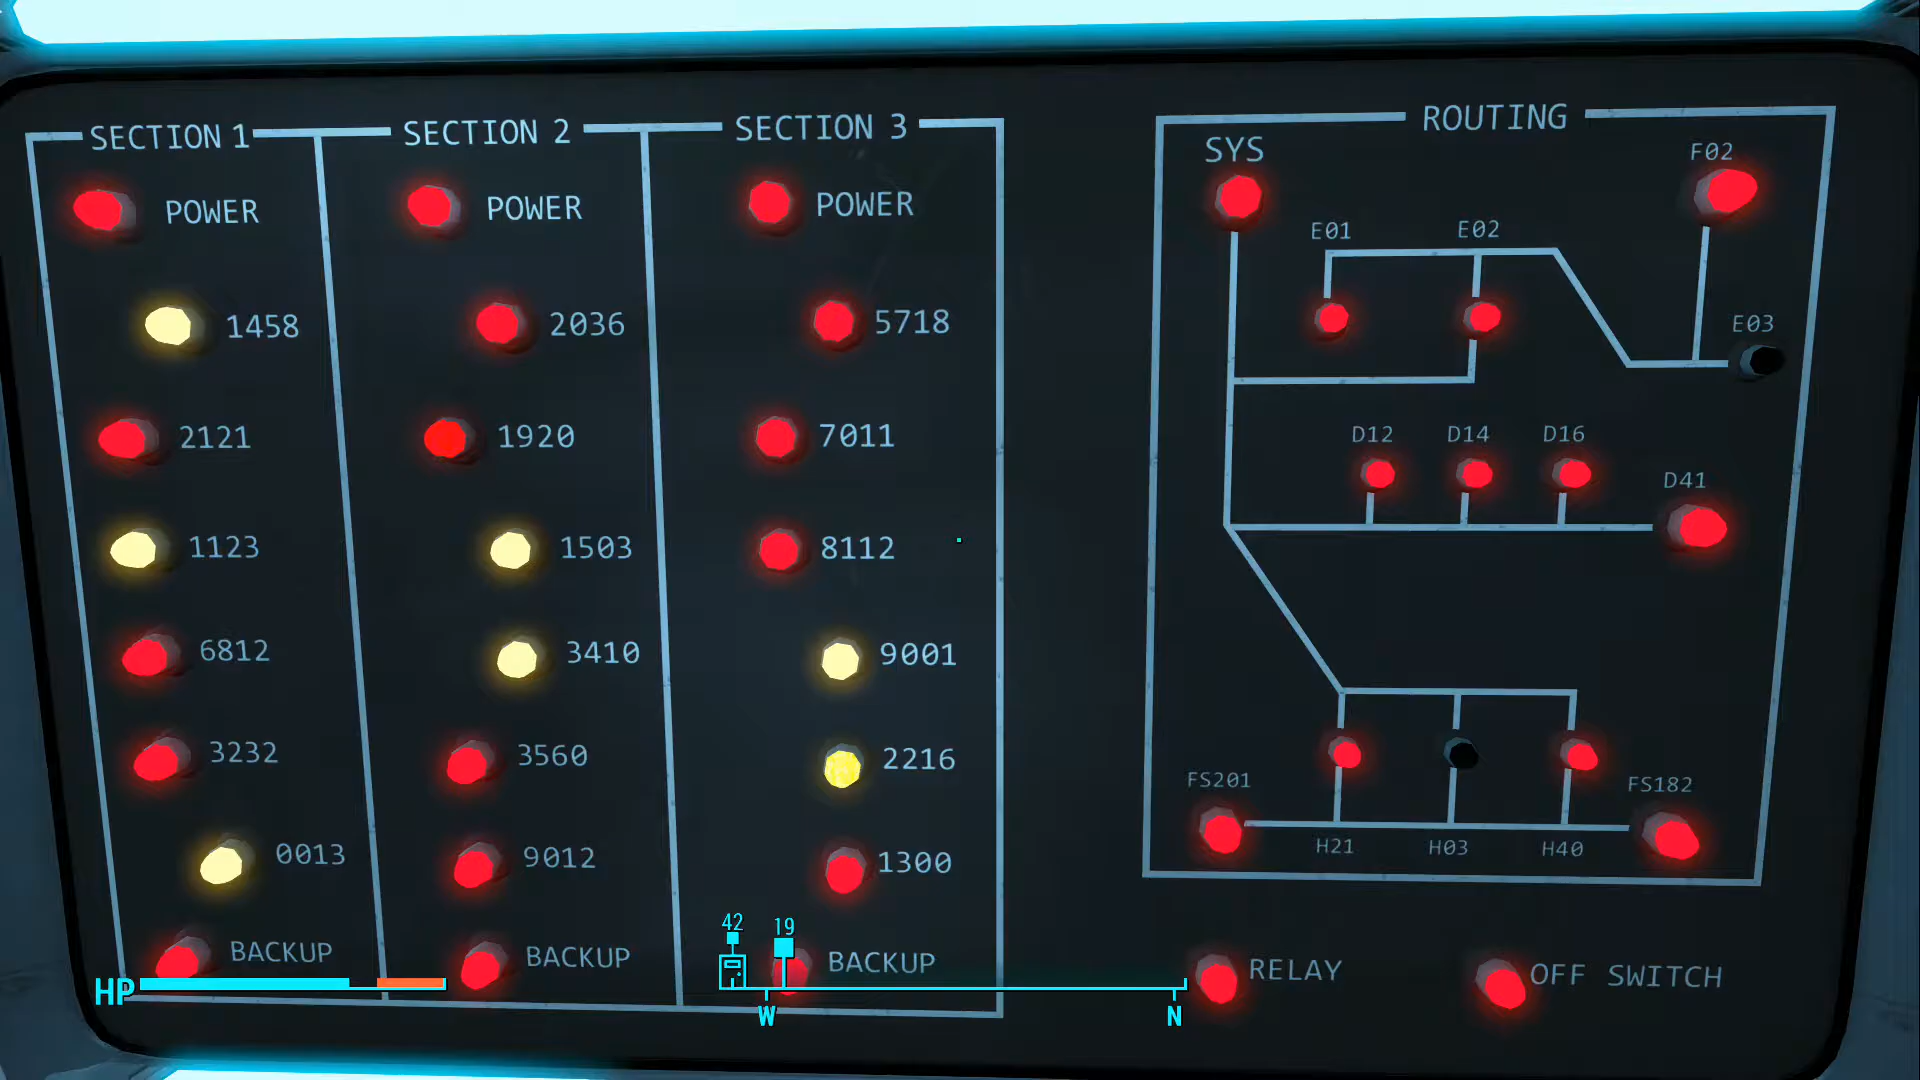 SECTION 1
POWER
1458
2121
1123
6812
3232
0013
BACKUP
SECTION 2
POWER
2036
1920
1503
3410
3560
9012
BACKUP
SECTION 3
POWER
5718
7011
8112
9001
2216
1300
BACKUP
ROUTING
SYS
F02
E01
E02
E03
D12
D14
D16
D41
FS201
FS182
H21
H03
H40
RELAY
OFF SWITCH
HP
42
19
W
N